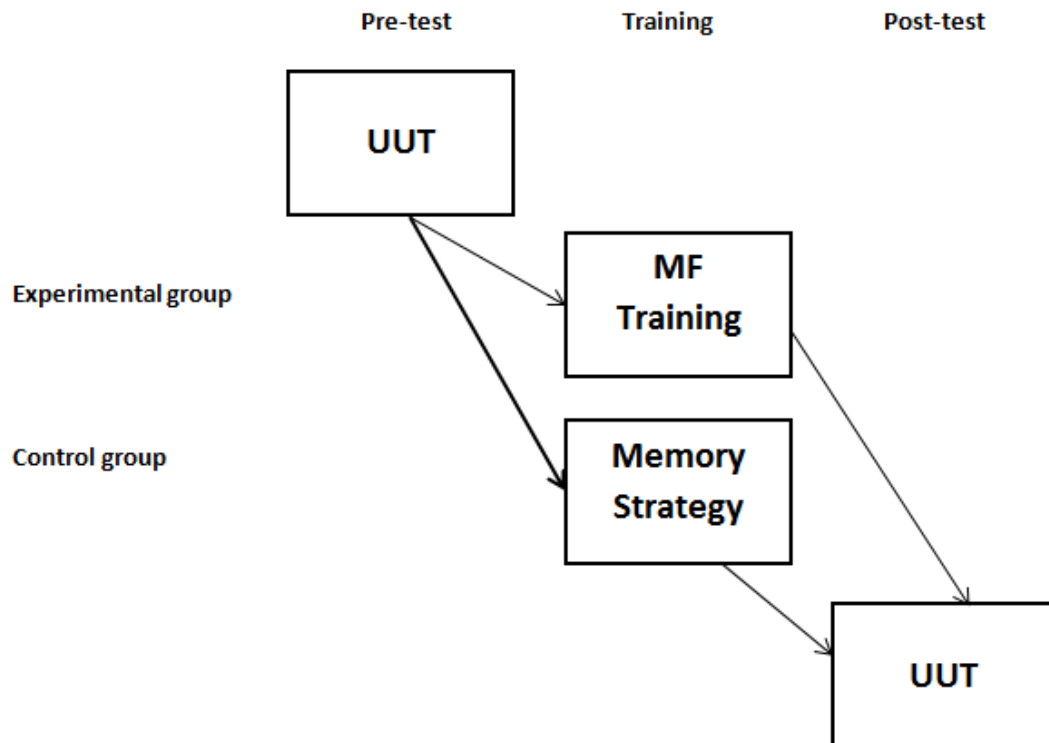 Pre-test Training Post-test
UUT
Experimental group
MF
Training
Control group
Memory
Strategy
UUT